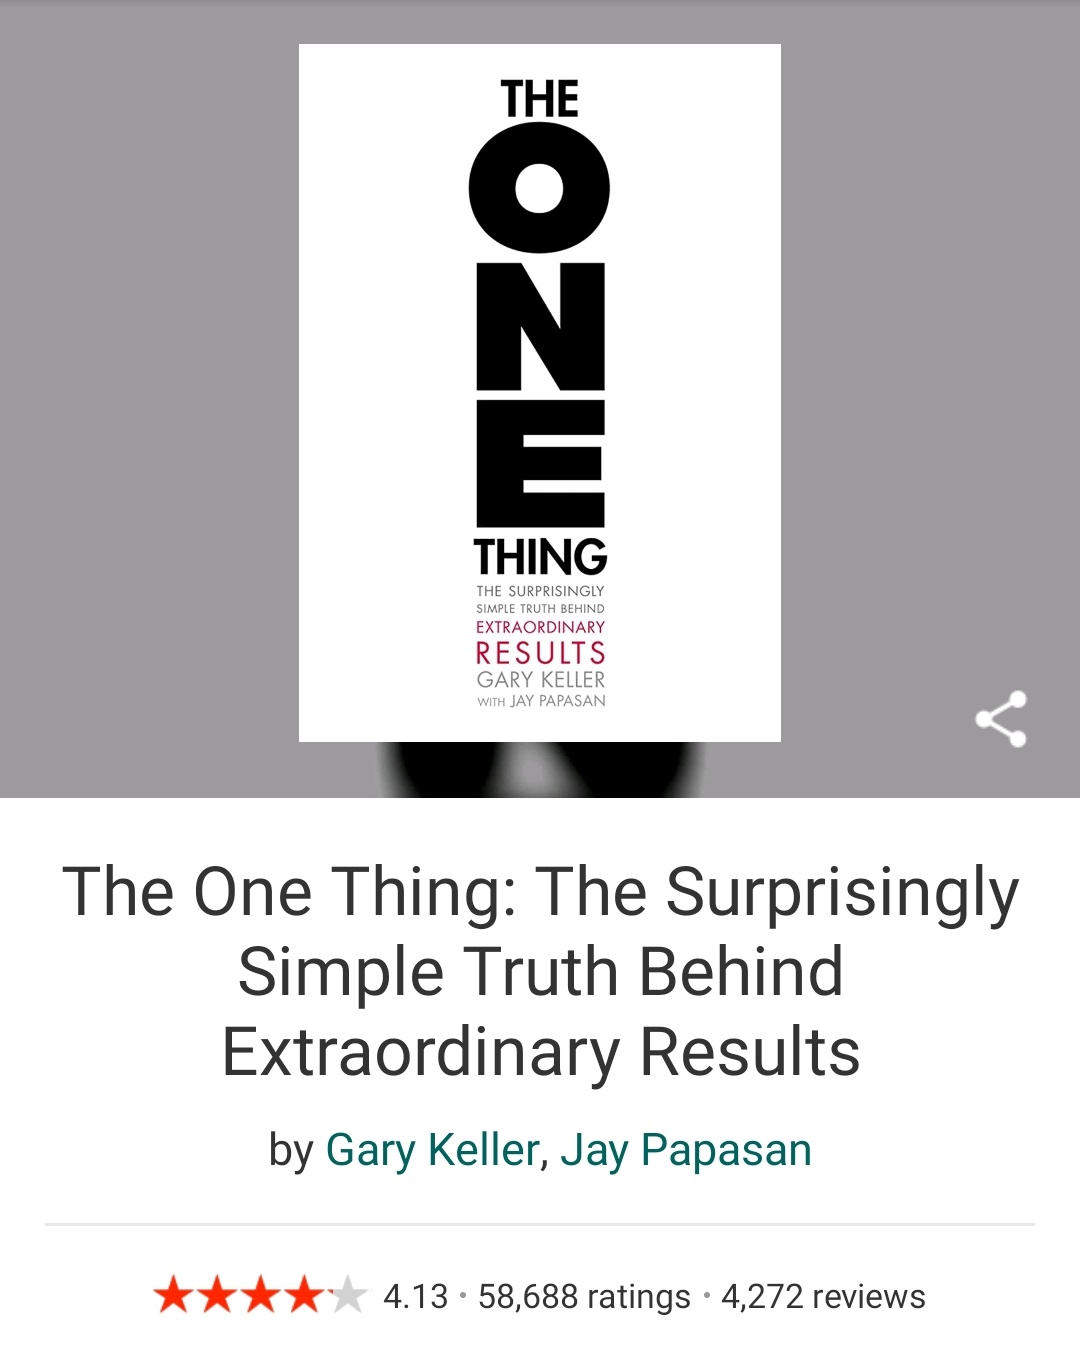 THE
ONE
THING
THE SURPRISINGLY
SIMPLE TRUTH BEHIND
EXTRAORDINARY
RESULTS
GARY KELLER
WITH JAY PAPASAN
The One Thing: The Surprisingly
Simple Truth Behind
Extraordinary Results
by Gary Keller, Jay Papasan
4.13 · 58,688 ratings · 4,272 reviews